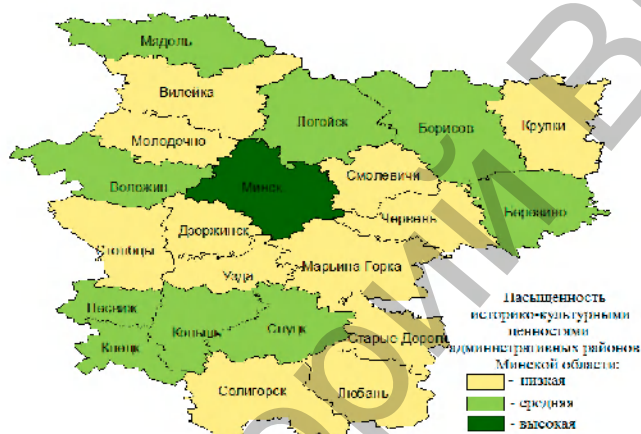 Мядель
Вилейка
Молодечно
Логойск
Борисов
Крупки
Воложин
Минск
Смолевичи
Червень
Березино
Столбцы
Дзержинск
Узда
Марьина Горка
Несвиж
Клецк
Копыль
Слуцк
Старые Дороги
Солигорск
Любань
Насыщенность
историко-культурными
ценностями
административных районов
Минской области:
- низкая
- средняя
- высокая